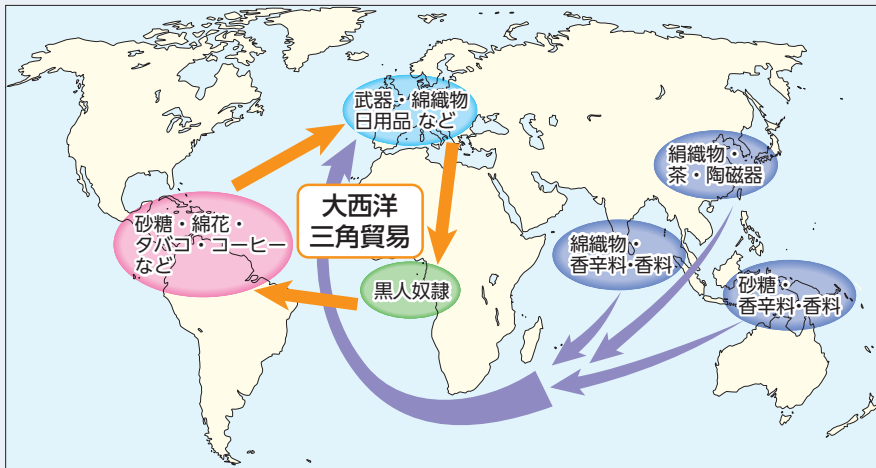 武器・綿織物
日用品 など
絹織物・
茶・陶磁器
大西洋
三角貿易
砂糖・綿花・
タバコ・コーヒー
など
綿織物・
香辛料・香料
黒人奴隷
砂糖・
香辛料・香料